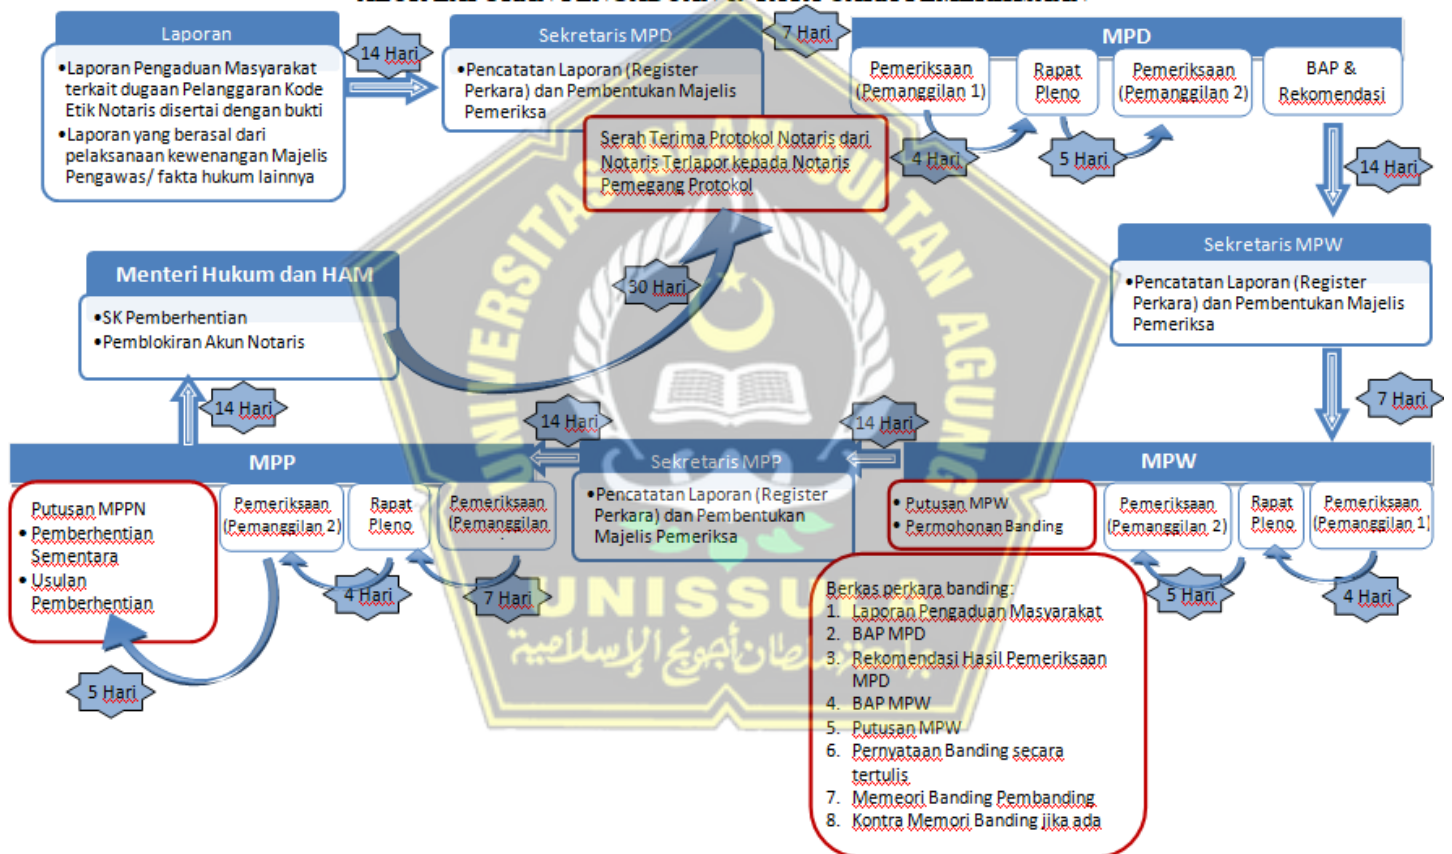 Laporan
•Laporan Pengaduan Masyarakat
terkait dugaan Pelanggaran Kode
Etik Notaris disertai dengan bukti
•Laporan yang berasal dari
pelaksanaan kewenangan Majelis
Pengawas/ fakta hukum lainnya
14 Hari
Sekretaris MPD
•Pencatatan Laporan (Register
Perkara) dan Pembentukan Majelis
Pemeriksa
7 Hari
MPD
Pemeriksaan
(Pemanggilan 1)
Rapat
Pleno
Pemeriksaan
(Pemanggilan 2)
BAP &
Rekomendasi
4 Hari
5 Hari
14 Hari
Serah Terima Protokol Notaris dari
Notaris Terlapor kepada Notaris
Pemegang Protokol
Sekretaris MPW
•Pencatatan Laporan (Register
Perkara) dan Pembentukan Majelis
Pemeriksa
7 Hari
Menteri Hukum dan HAM
•SK Pemberhentian
•Pemblokiran Akun Notaris
30 Hari
14 Hari
14 Hari
14 Hari
MPP
Putusan MPPN
• Pemberhentian
Sementara
• Usulan
Pemberhentian
Pemeriksaan
(Pemanggilan 2)
Rapat
Pleno
Pemeriksaan
(Pemanggilan
5 Hari
4 Hari
7 Hari
Sekretaris MPP
•Pencatatan Laporan (Register
Perkara) dan Pembentukan
Majelis Pemeriksa
MPW
• Putusan MPW
• Permohonan Banding
Pemeriksaan
(Pemanggilan 2)
Rapat
Pleno
Pemeriksaan
(Pemanggilan 1)
5 Hari
4 Hari
Berkas perkara banding:
1. Laporan Pengaduan Masyarakat
2. BAP MPD
3. Rekomendasi Hasil Pemeriksaan
MPD
4. BAP MPW
5. Putusan MPW
6. Pernyataan Banding secara
tertulis
7. Memeori Banding Pembanding
8. Kontra Memori Banding jika ada
UNIVERSITAS ISLAM SULTAN AGUNG
UNISSULA
جامعة سلطان أجونج الإسلامية